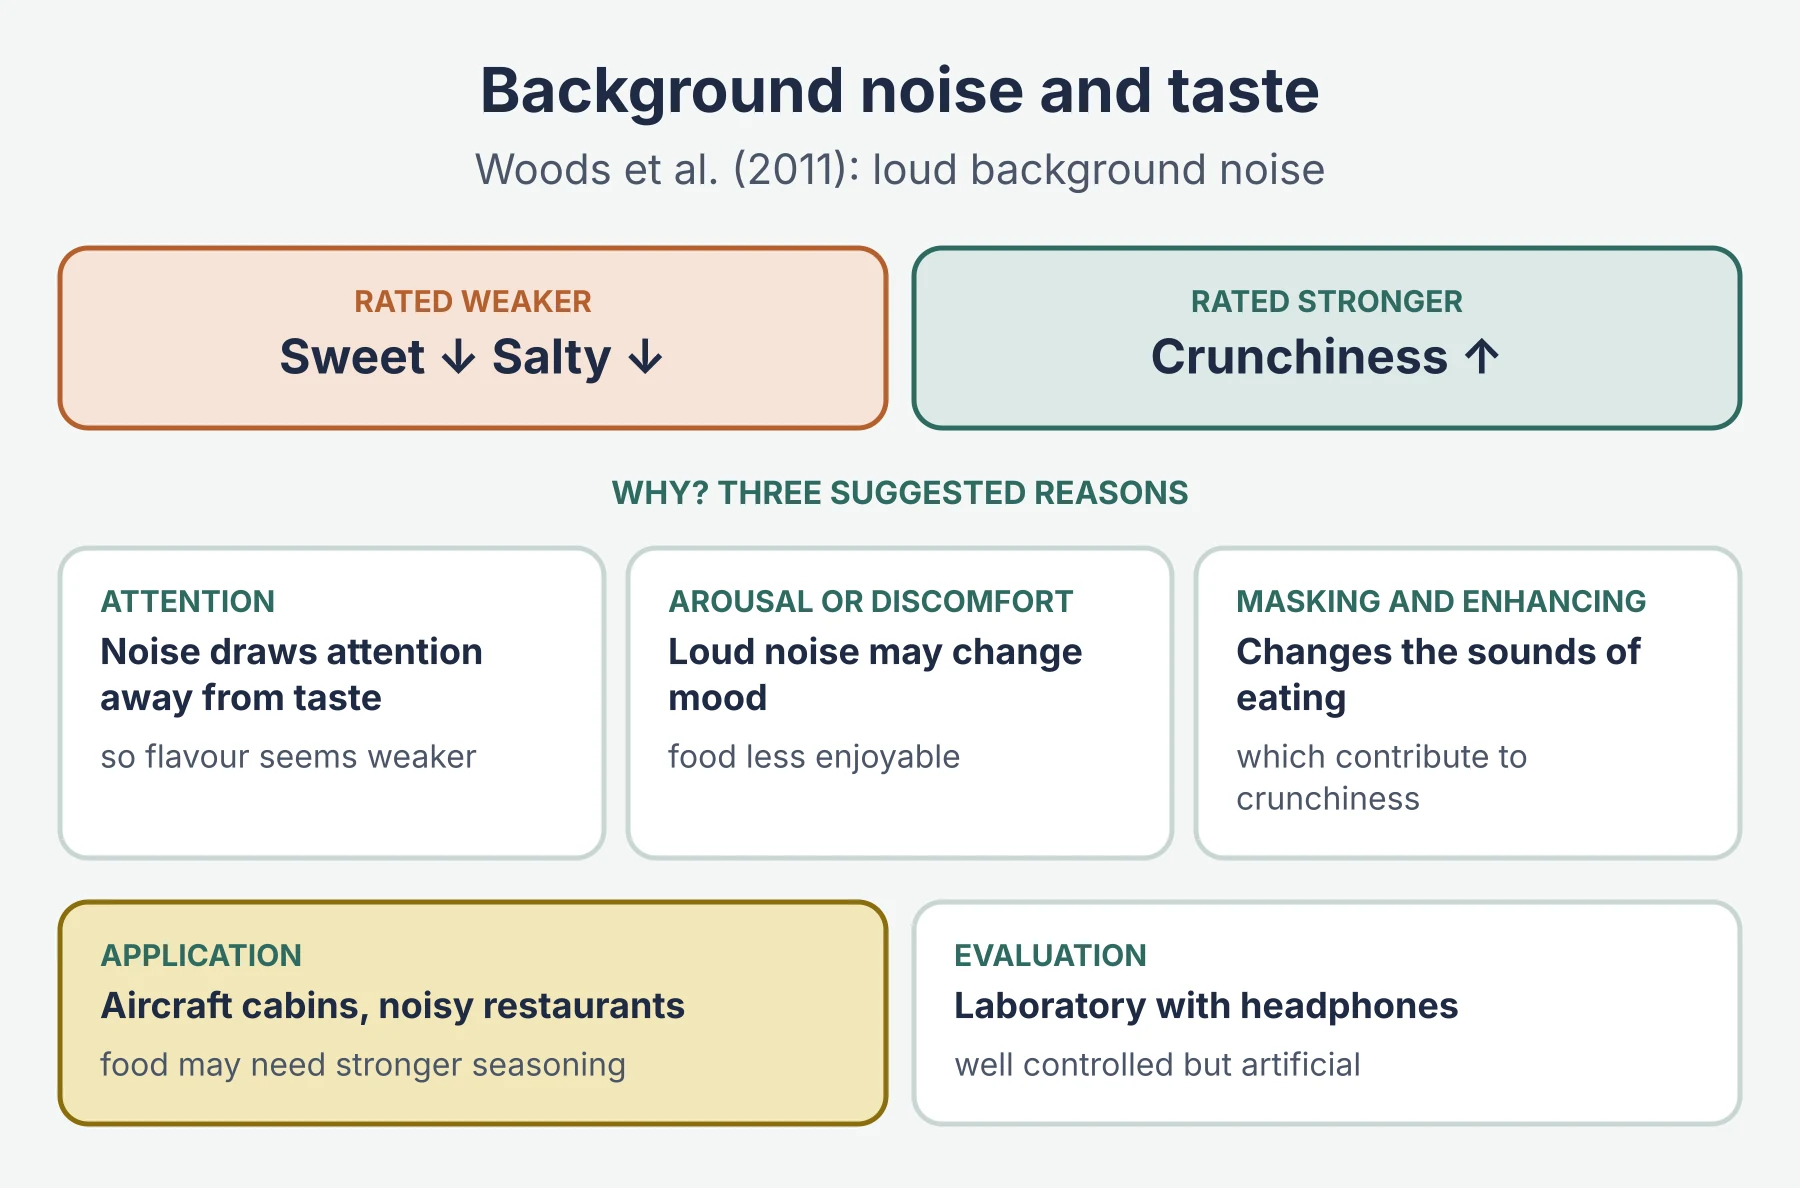 Background noise and taste
Woods et al. (2011): loud background noise
RATED WEAKER
Sweet ↓ Salty ↓
RATED STRONGER
Crunchiness ↑
WHY? THREE SUGGESTED REASONS
ATTENTION
Noise draws attention
away from taste
so flavour seems weaker
AROUSAL OR DISCOMFORT
Loud noise may change
mood
food less enjoyable
MASKING AND ENHANCING
Changes the sounds of
eating
which contribute to
crunchiness
APPLICATION
Aircraft cabins, noisy restaurants
food may need stronger seasoning
EVALUATION
Laboratory with headphones
well controlled but artificial